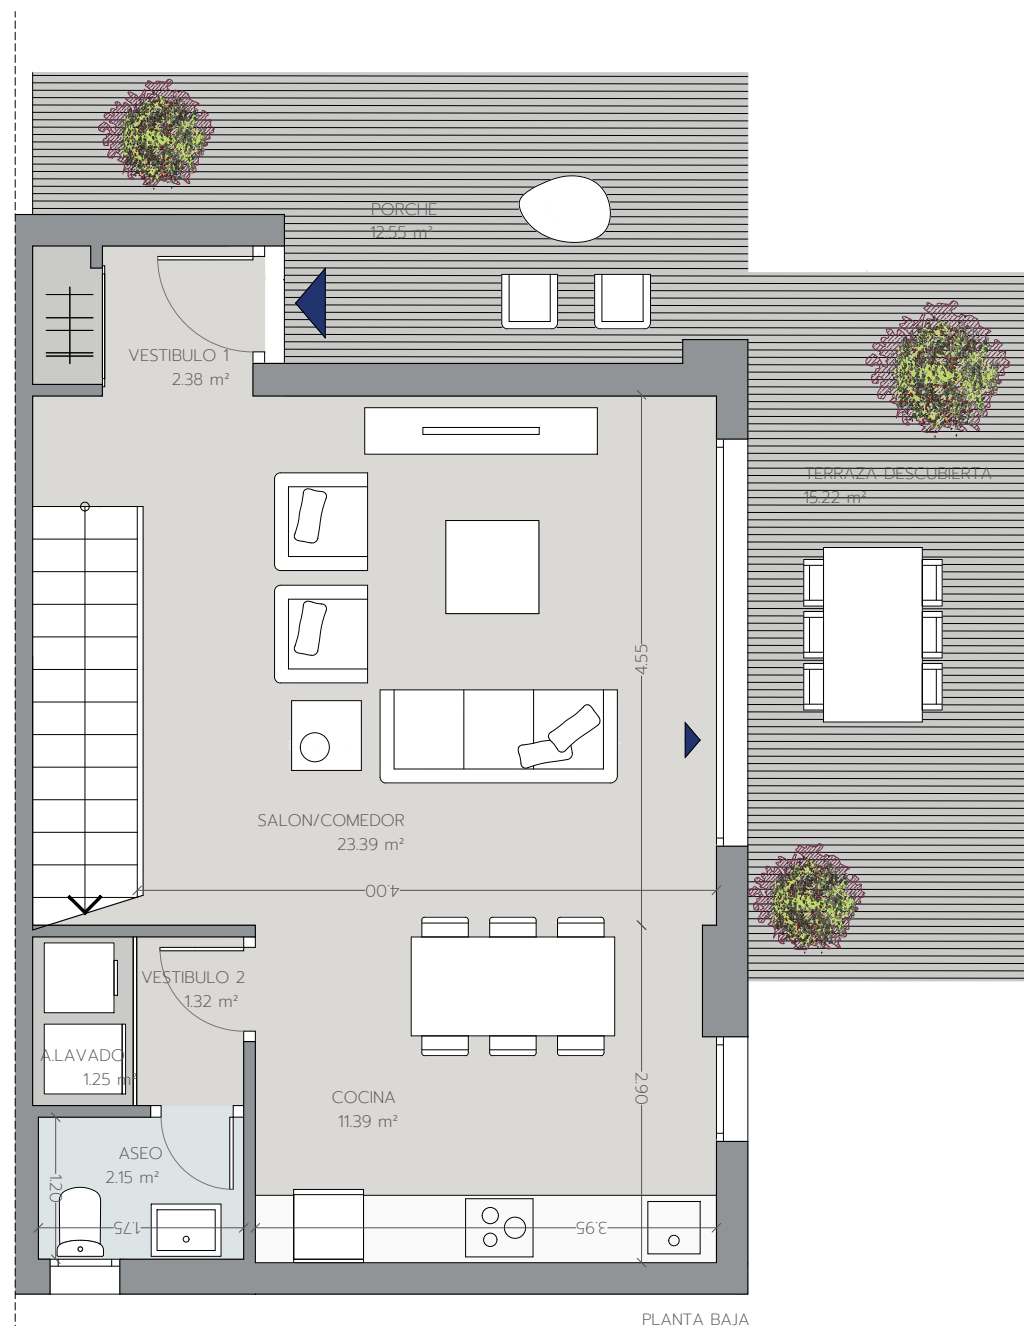 PORCHE
12.55 m²
VESTIBULO 1
2.38 m²
TERRAZA DESCUBIERTA
15.22 m²
4.55
SALON/COMEDOR
23.39 m²
4.00
VESTIBULO 2
1.32 m²
A.LAVADO
1.25 m²
2.90
COCINA
11.39 m²
ASEO
2.15 m²
1.20
1.75
3.95
PLANTA BAJA